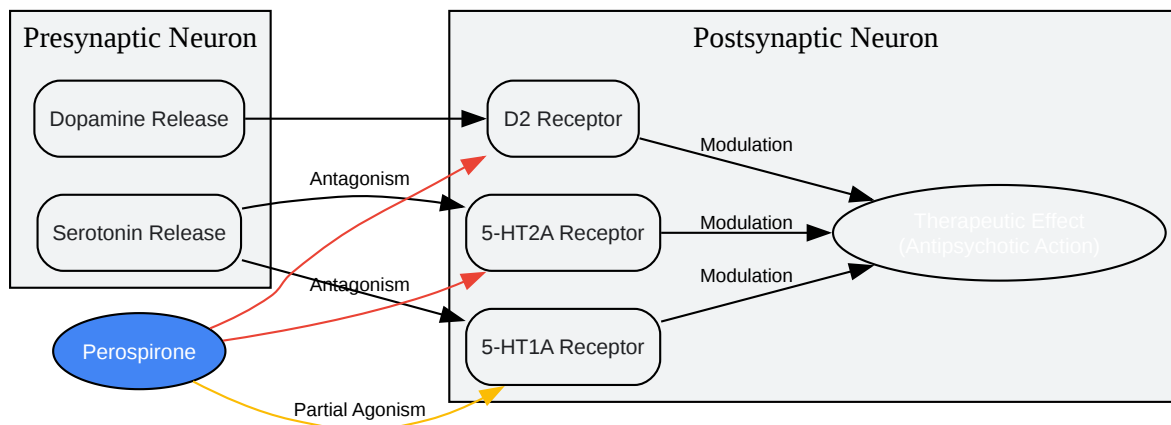 Presynaptic Neuron
Postsynaptic Neuron
Dopamine Release
D2 Receptor
Modulation
Antagonism
Serotonin Release
5-HT2A Receptor
Modulation
Therapeutic Effect
(Antipsychotic Action)
Antagonism
Modulation
Perospirone
5-HT1A Receptor
Partial Agonism